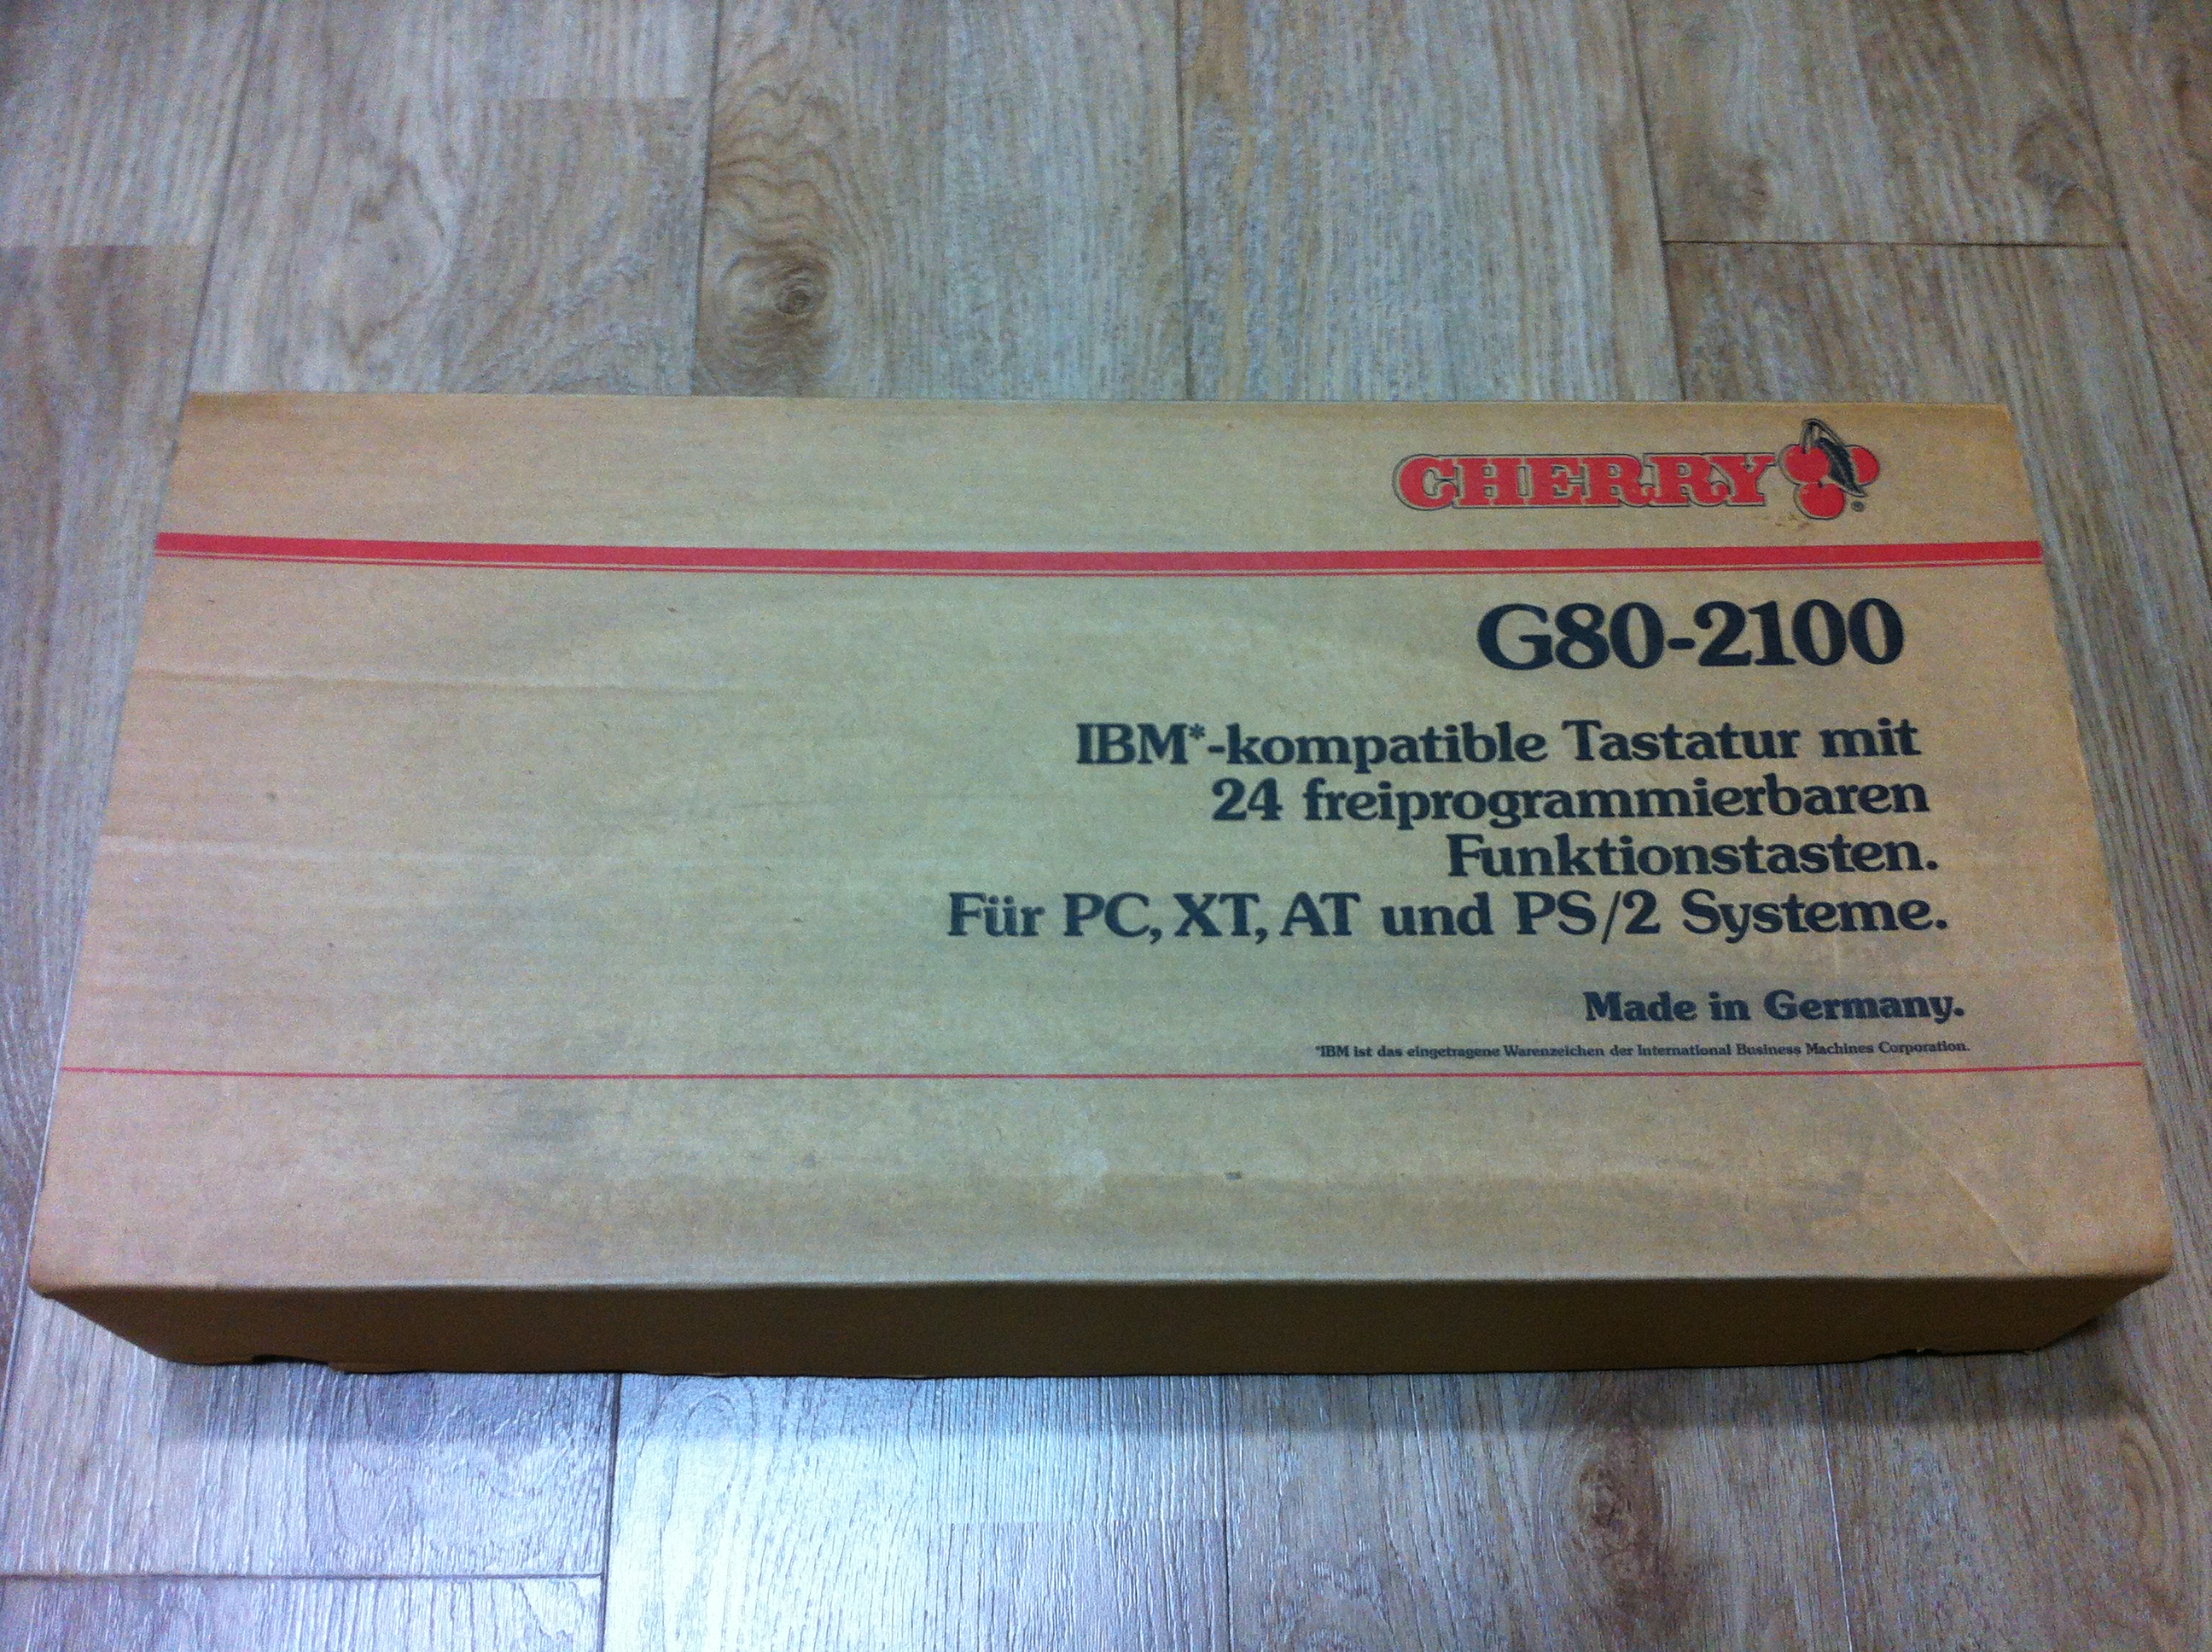 CHERRY®
G80-2100
IBM*-kompatible Tastatur mit
24 freiprogrammierbaren
Funktionstasten.
Für PC, XT, AT und PS/2 Systeme.
Made in Germany.
*IBM ist das eingetragene Warenzeichen der International Business Machines Corporation.